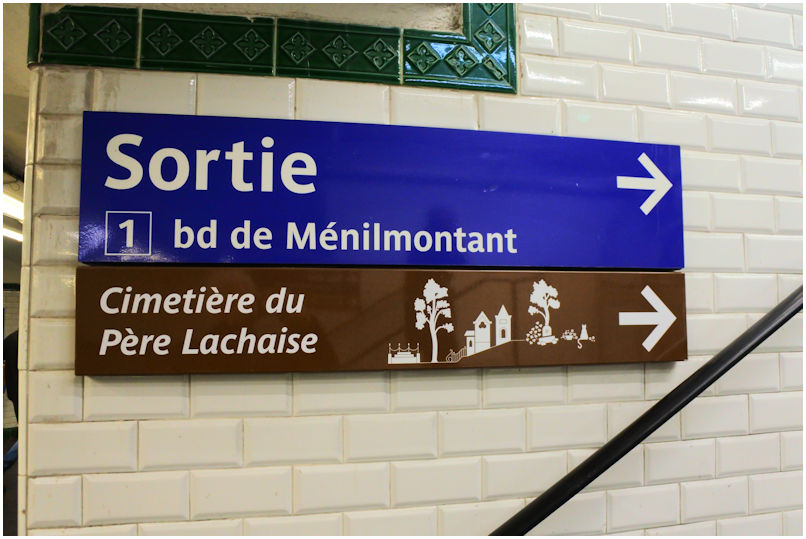 Sortie
1 bd de Ménilmontant
Cimetière du
Père Lachaise